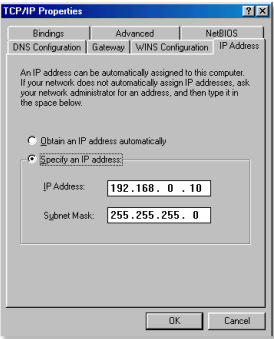 TCP/IP Properties
Bindings Advanced NetBIOS
DNS Configuration Gateway WINS Configuration IP Address
An IP address can be automatically assigned to this computer.
If your network does not automatically assign IP addresses, ask
your network administrator for an address, and then type it in
the space below.
Obtain an IP address automatically
Specify an IP address:
IP Address: 192.168. 0 .10
Subnet Mask: 255.255.255. 0
OK Cancel